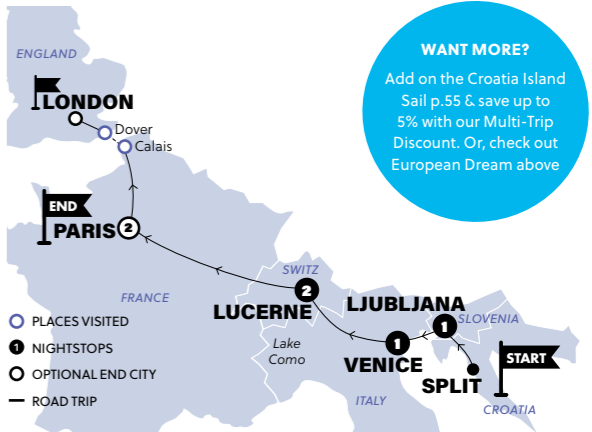 WANT MORE?
Add on the Croatia Island
Sail p.55 & save up to
5% with our Multi-Trip
Discount. Or, check out
European Dream above
ENGLAND
LONDON
Dover
Calais
END
PARIS
2
FRANCE
SWITZ
2
LUCERNE
LJUBLJANA
1
SLOVENIA
Lake
Como
1
VENICE
START
SPLIT
ITALY
CROATIA
PLACES VISITED
1 NIGHTSTOPS
OPTIONAL END CITY
ROAD TRIP